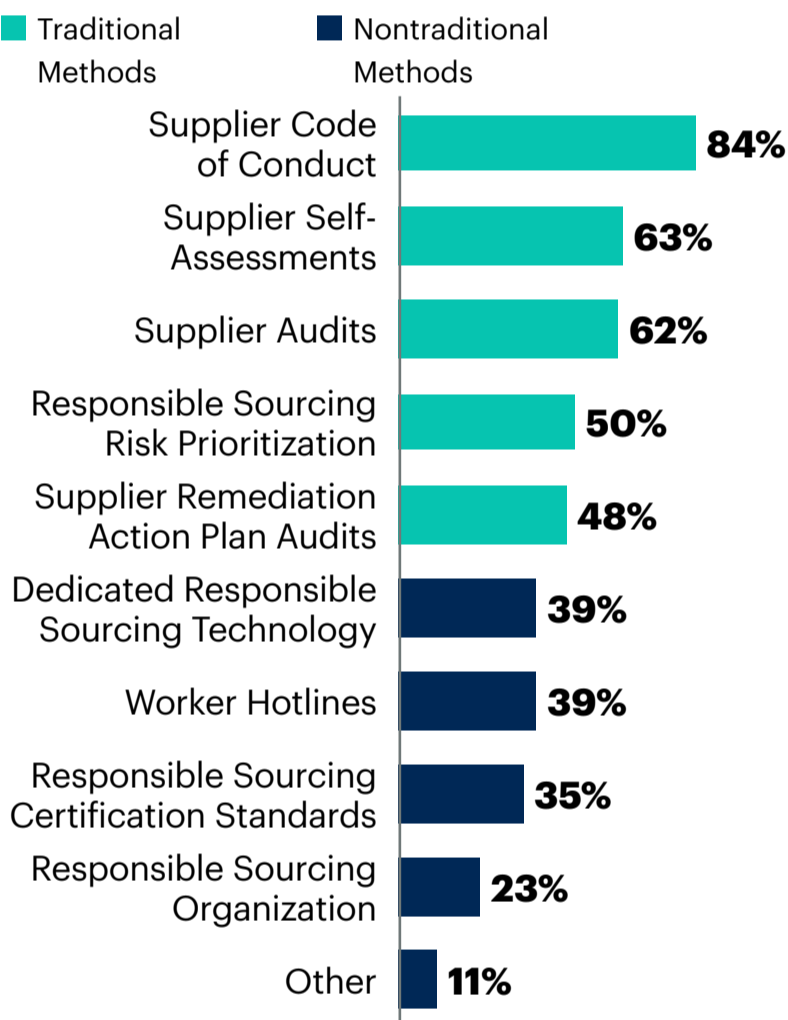 Traditional
Methods
Nontraditional
Methods
Supplier Code
of Conduct
84%
Supplier Self-
Assessments
63%
Supplier Audits
62%
Responsible Sourcing
Risk Prioritization
50%
Supplier Remediation
Action Plan Audits
48%
Dedicated Responsible
Sourcing Technology
39%
Worker Hotlines
39%
Responsible Sourcing
Certification Standards
35%
Responsible Sourcing
Organization
23%
Other
11%